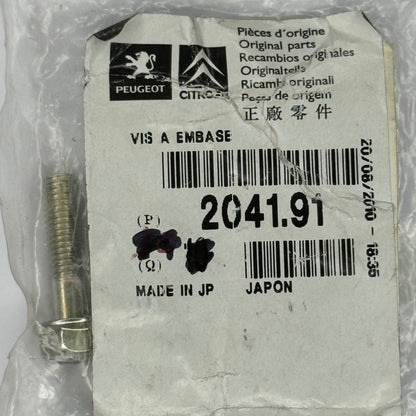 Pièces d'origine
Original parts
Recambios originales
Originalteile
Ricambi originali
Peças de origem
正廠零件
PEUGEOT
CITROËN
VIS A EMBASE
2041.91
(P)
(Q)
MADE IN JP
JAPON
20/08/2010 - 18:35